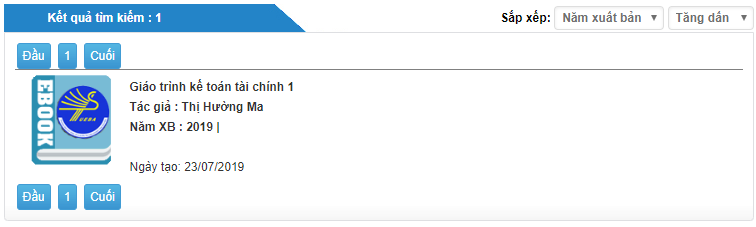 Kết quả tìm kiếm : 1
Sắp xếp: Năm xuất bản Tăng dần
Đầu 1 Cuối
EBOOK
Giáo trình kế toán tài chính 1
Tác giả : Thị Hường Ma
Năm XB : 2019 |
Ngày tạo: 23/07/2019
Đầu 1 Cuối